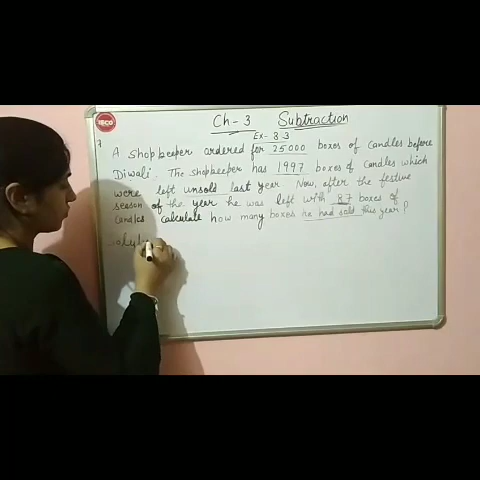 ISCO
Ch-3 Subtraction
Ex- 3.3
A shopkeeper ordered for 25000 boxes of candles before
Diwali. The shopkeeper has 1997 boxes of candles which
were left unsold last year. Now, after the festive
season of the year he was left with 87 boxes of
candles calculate how many boxes he had sold this year?